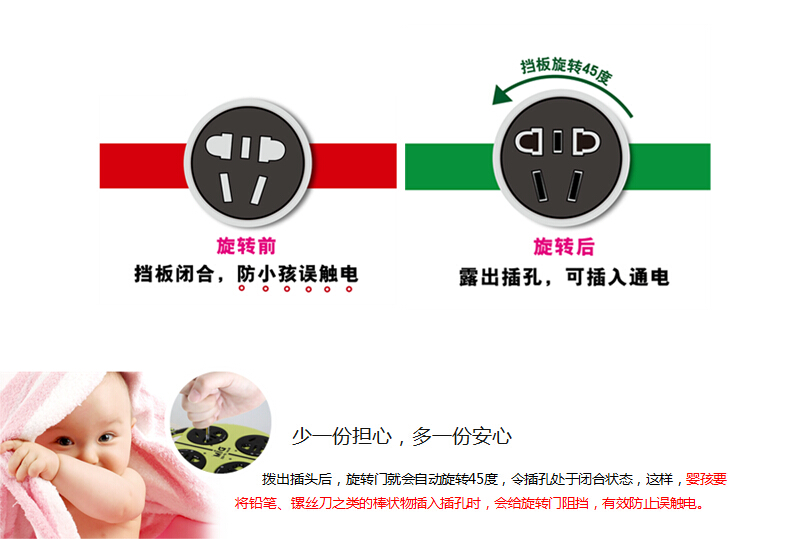 挡板旋转45度
旋转前
旋转后
挡板闭合，防小孩误触电
露出插孔，可插入通电
少一份担心，多一份安心
拨出插头后，旋转门就会自动旋转45度，令插孔处于闭合状态，这样，婴孩要
将铅笔、镙丝刀之类的棒状物插入插孔时，会给旋转门阻挡，有效防止误触电。